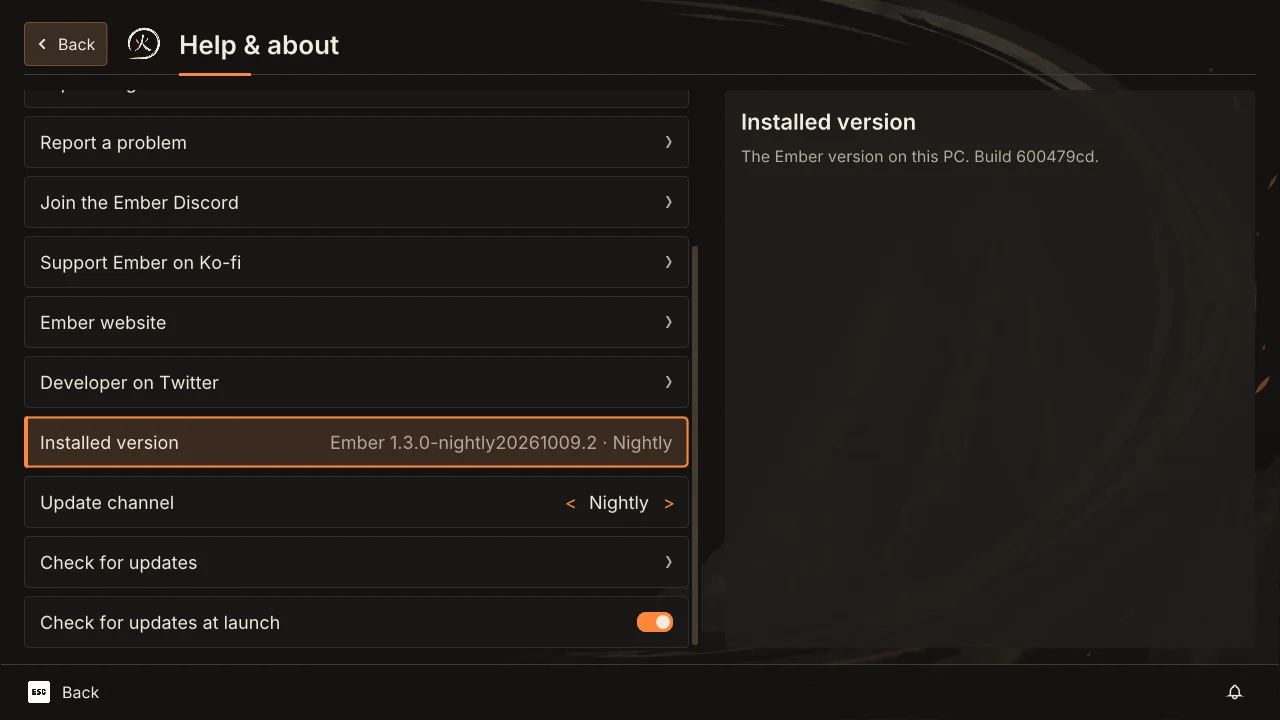 Back
火
Help & about
Report a problem
Join the Ember Discord
Support Ember on Ko-fi
Ember website
Developer on Twitter
Installed version
Ember 1.3.0-nightly20261009.2 · Nightly
Update channel
< Nightly >
Check for updates
Check for updates at launch
Installed version
The Ember version on this PC. Build 600479cd.
ESC
Back